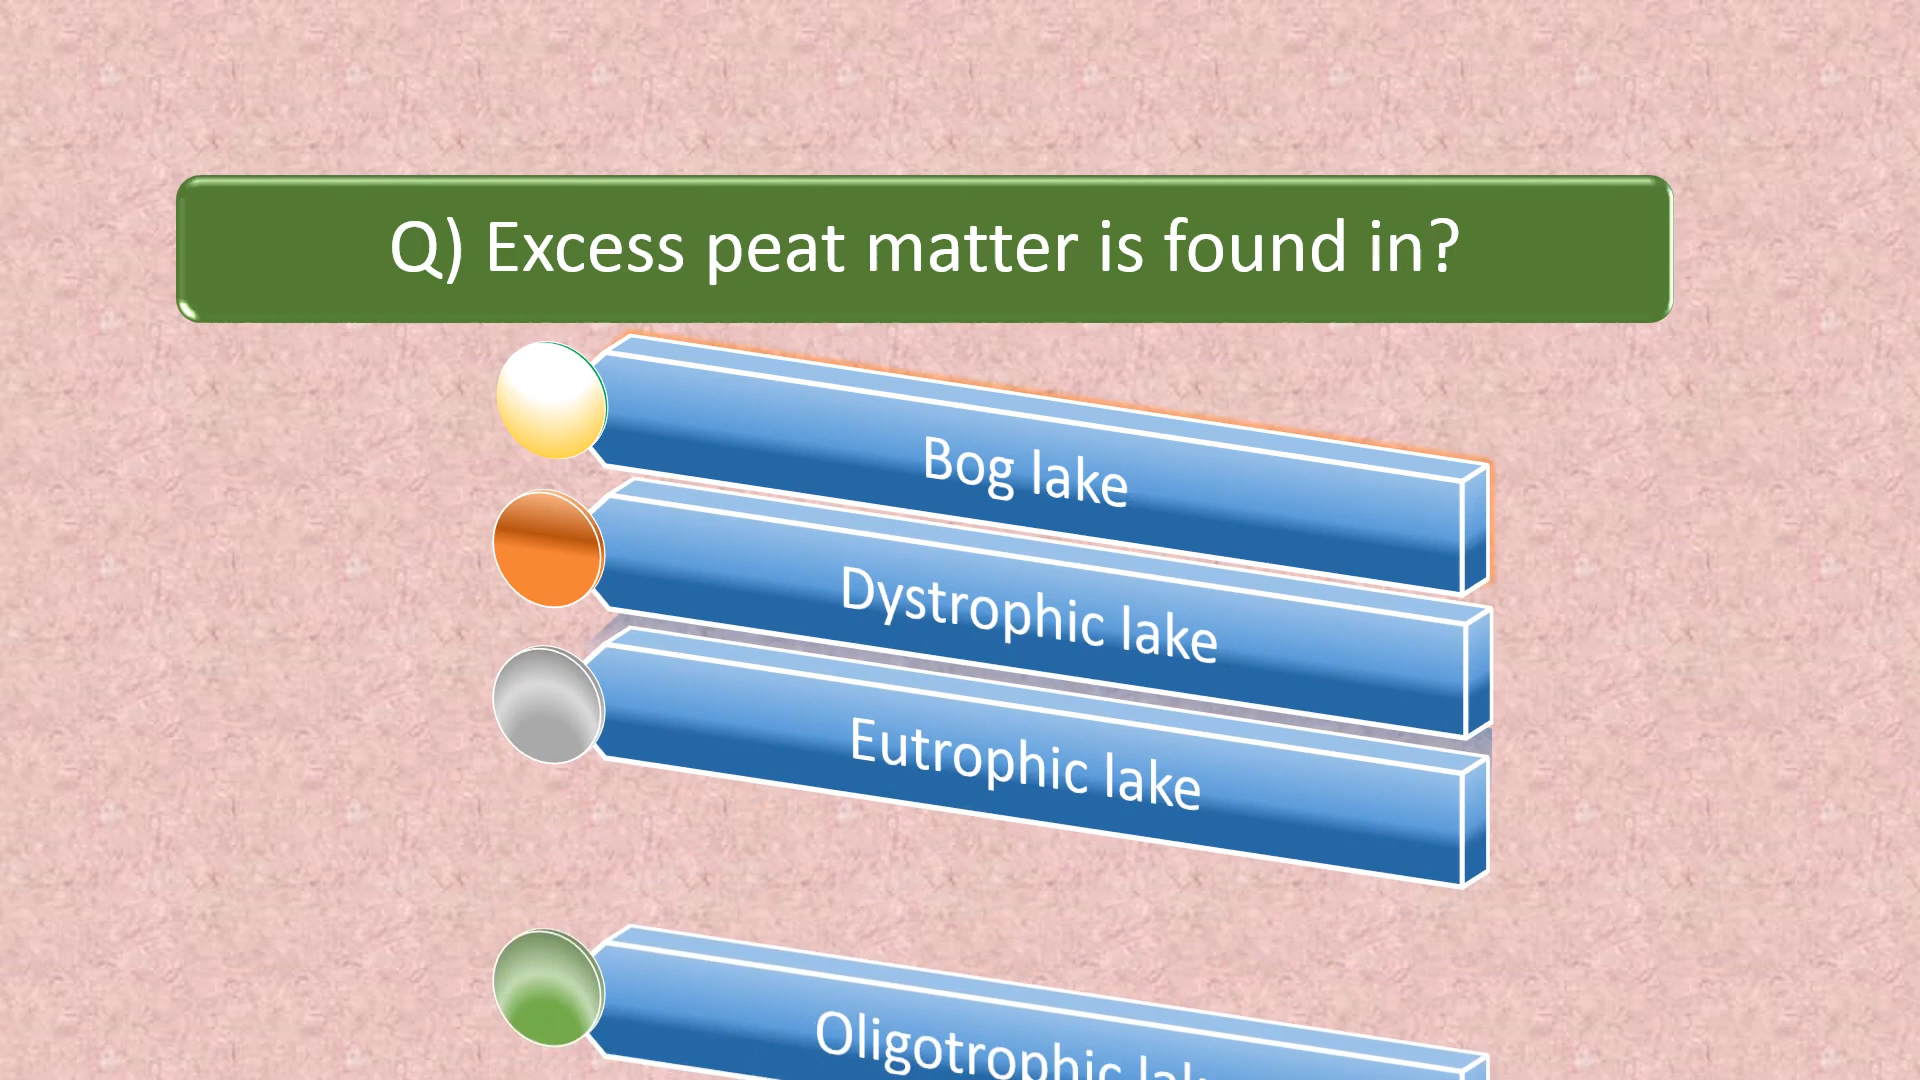 Q) Excess peat matter is found in?
Bog lake
Dystrophic lake
Eutrophic lake
Oligotrophic